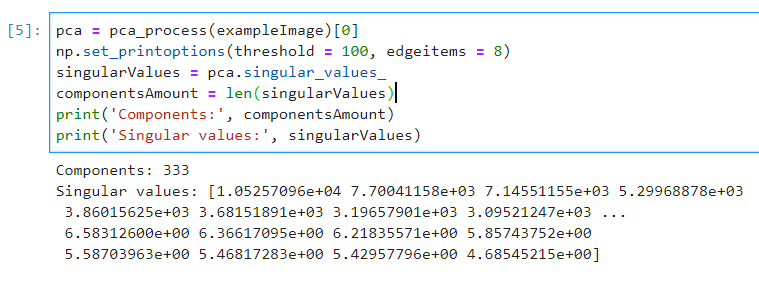 [5]: pca = pca_process(exampleImage)[0]
np.set_printoptions(threshold = 100, edgeitems = 8)
singularValues = pca.singular_values_
componentsAmount = len(singularValues)
print('Components:', componentsAmount)
print('Singular values:', singularValues)
Components: 333
Singular values: [1.05257096e+04 7.70041158e+03 7.14551155e+03 5.29968878e+03
3.86015625e+03 3.68151891e+03 3.19657901e+03 3.09521247e+03 ...
6.58312600e+00 6.36617095e+00 6.21835571e+00 5.85743752e+00
5.58703963e+00 5.46817283e+00 5.42957796e+00 4.68545215e+00]